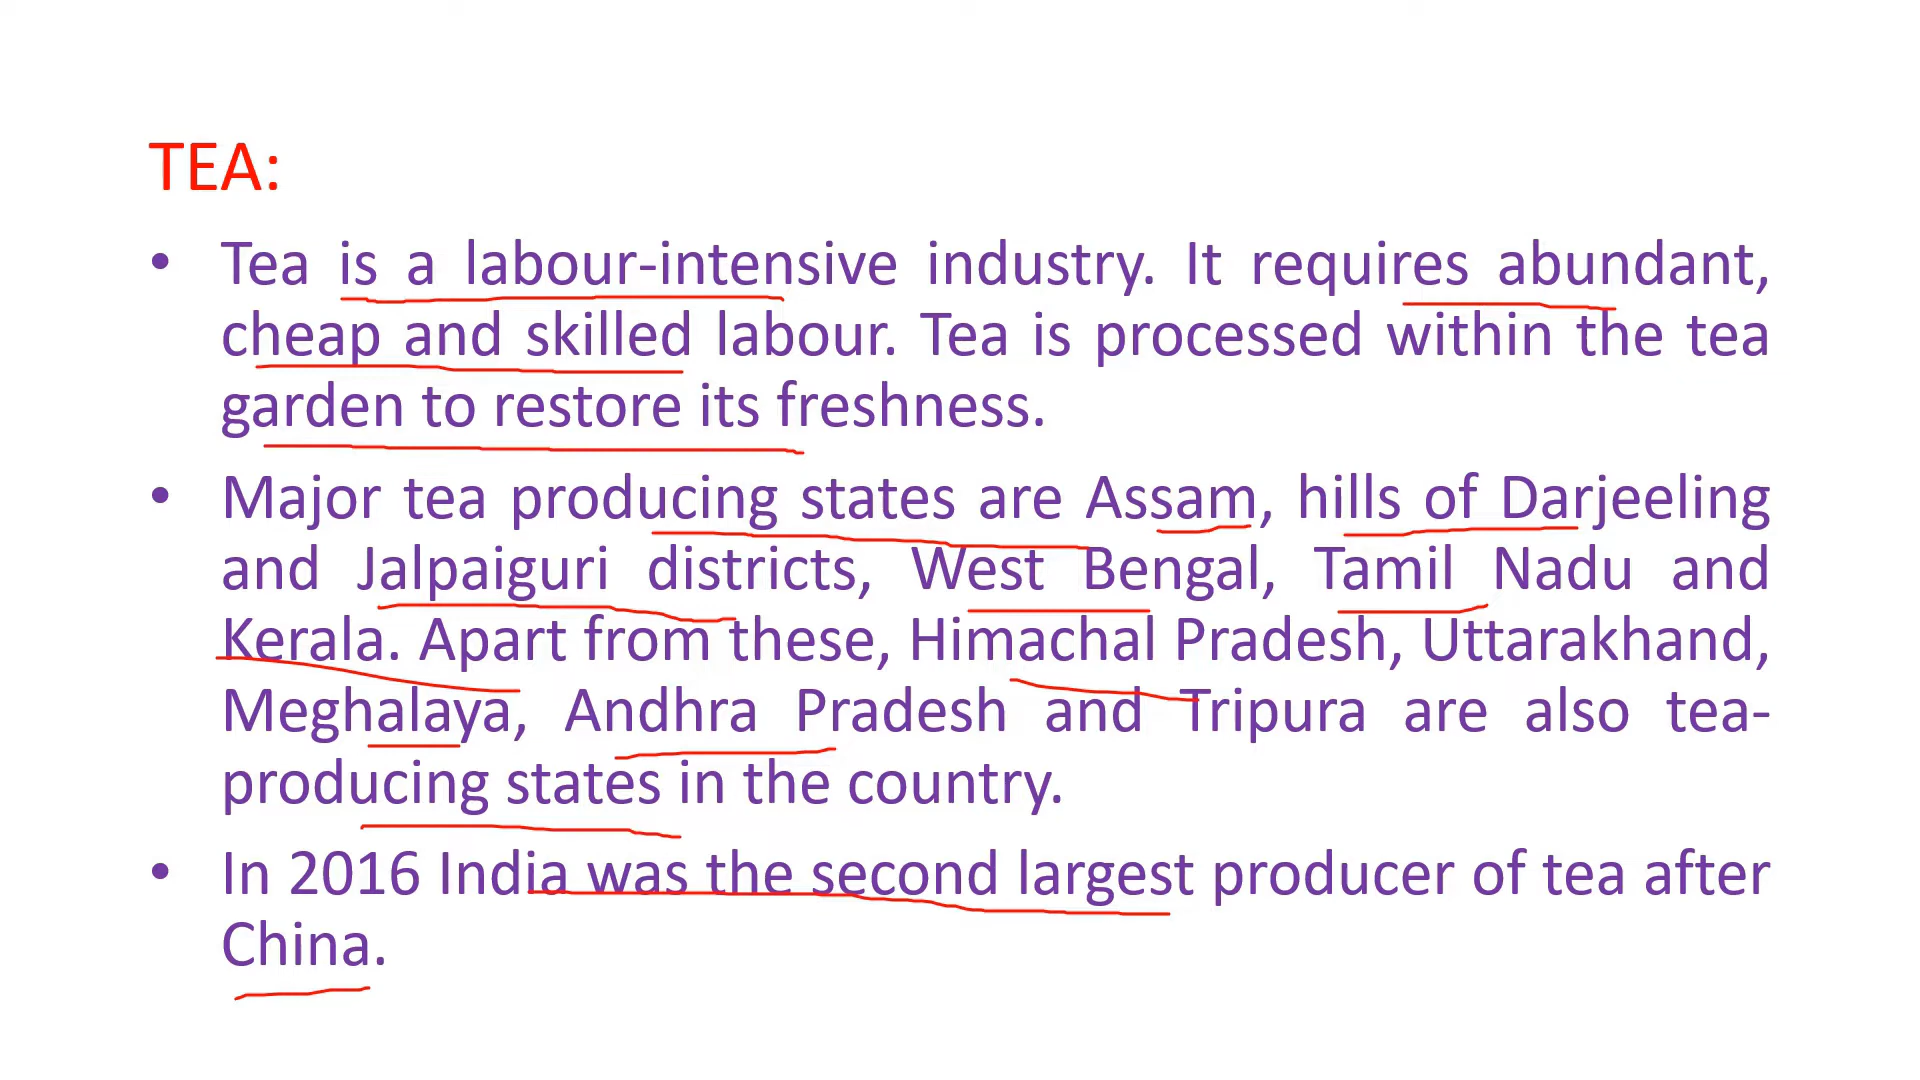 TEA:
• Tea is a labour-intensive industry. It requires abundant,
cheap and skilled labour. Tea is processed within the tea
garden to restore its freshness.
• Major tea producing states are Assam, hills of Darjeeling
and Jalpaiguri districts, West Bengal, Tamil Nadu and
Kerala. Apart from these, Himachal Pradesh, Uttarakhand,
Meghalaya, Andhra Pradesh and Tripura are also tea-
producing states in the country.
• In 2016 India was the second largest producer of tea after
China.